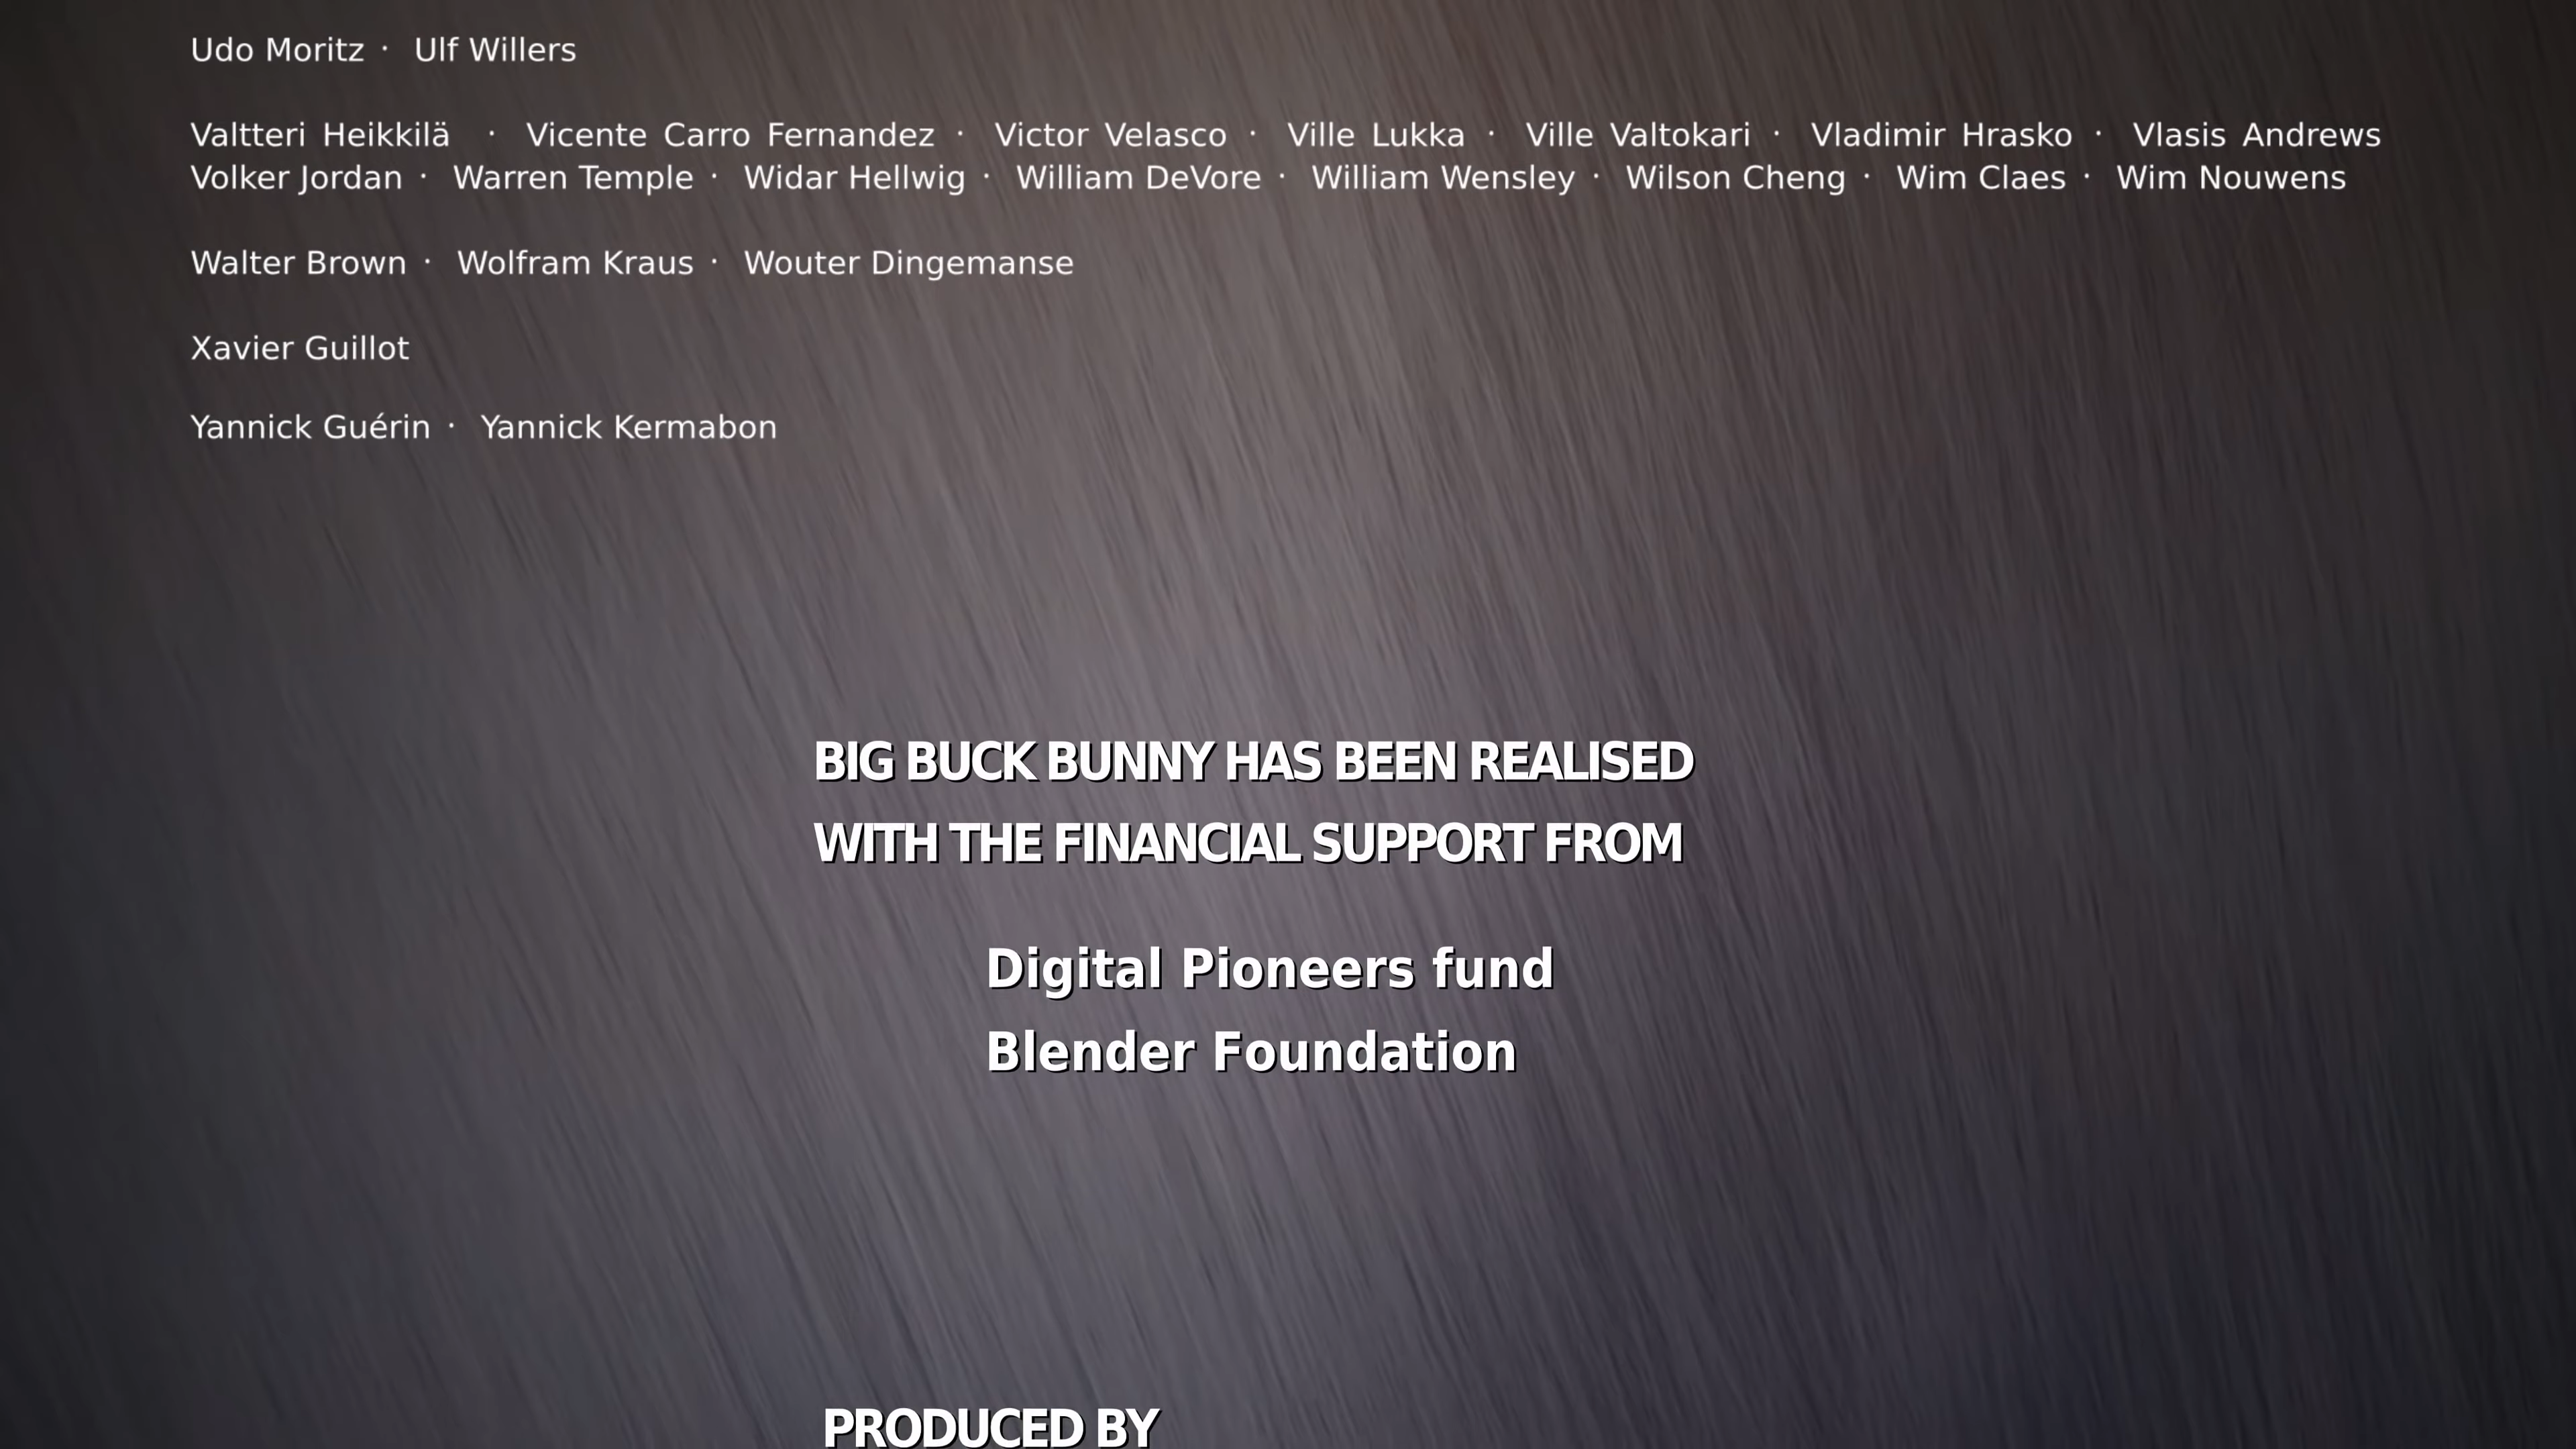 Udo Moritz · Ulf Willers
Valtteri Heikkilä · Vicente Carro Fernandez · Victor Velasco · Ville Lukka · Ville Valtokari · Vladimir Hrasko · Vlasis Andrews
Volker Jordan · Warren Temple · Widar Hellwig · William DeVore · William Wensley · Wilson Cheng · Wim Claes · Wim Nouwens
Walter Brown · Wolfram Kraus · Wouter Dingemanse
Xavier Guillot
Yannick Guérin · Yannick Kermabon
BIG BUCK BUNNY HAS BEEN REALISED
WITH THE FINANCIAL SUPPORT FROM
Digital Pioneers fund
Blender Foundation
PRODUCED BY